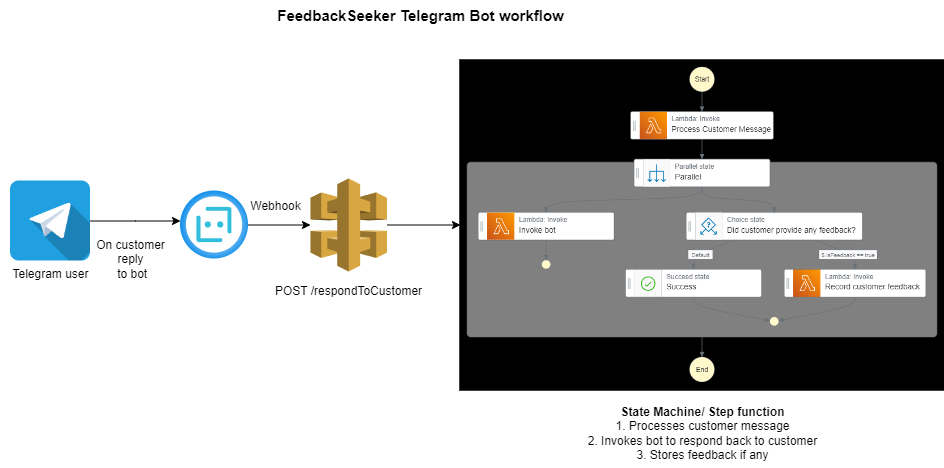 FeedbackSeeker Telegram Bot workflow
Start
Lambda: Invoke
Process Customer Message
Parallel state
Parallel
Webhook
Lambda: Invoke
Invoke bot
Choice state
Did customer provide any feedback?
On customer
reply
to bot
Telegram user
Default
$.isFeedback == true
POST /respondToCustomer
Succeed state
Success
Lambda: Invoke
Record customer feedback
End
State Machine/ Step function
1. Processes customer message
2. Invokes bot to respond back to customer
3. Stores feedback if any